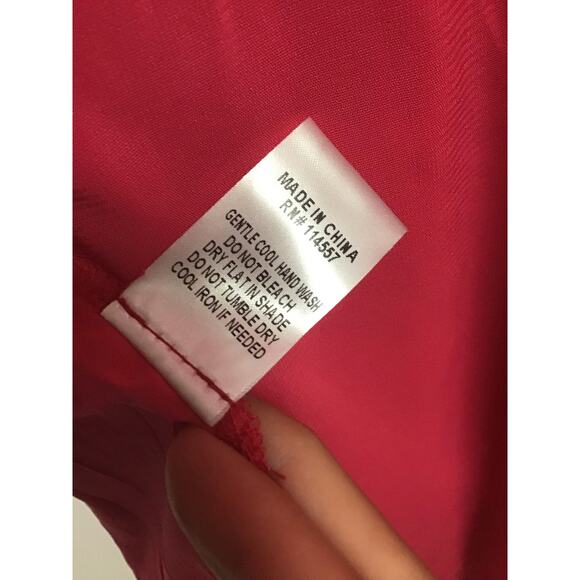 MADE IN CHINA
RN# 114557
GENTLE COOL HAND WASH
DO NOT BLEACH
DRY FLAT IN SHADE
DO NOT TUMBLE DRY
COOL IRON IF NEEDED